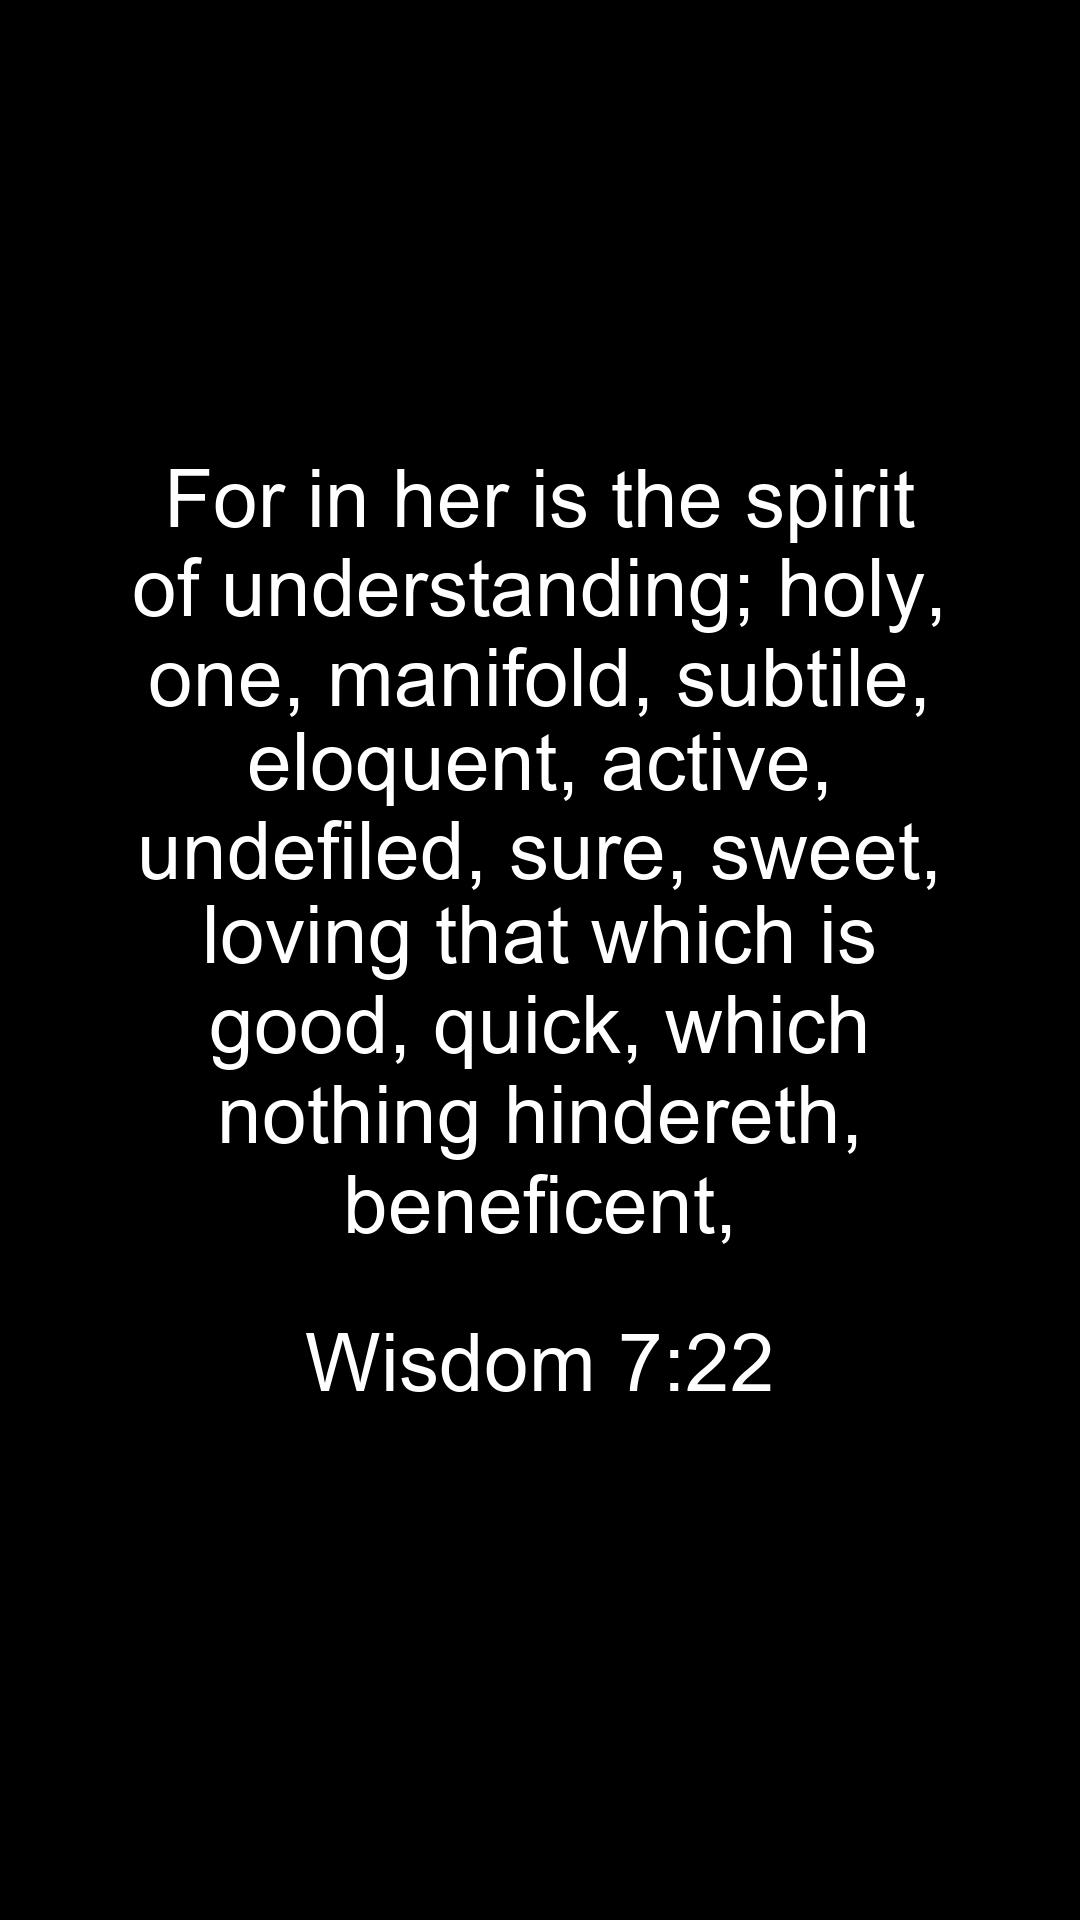 For in her is the spirit
of understanding; holy,
one, manifold, subtile,
eloquent, active,
undefiled, sure, sweet,
loving that which is
good, quick, which
nothing hindereth,
beneficent,
Wisdom 7:22